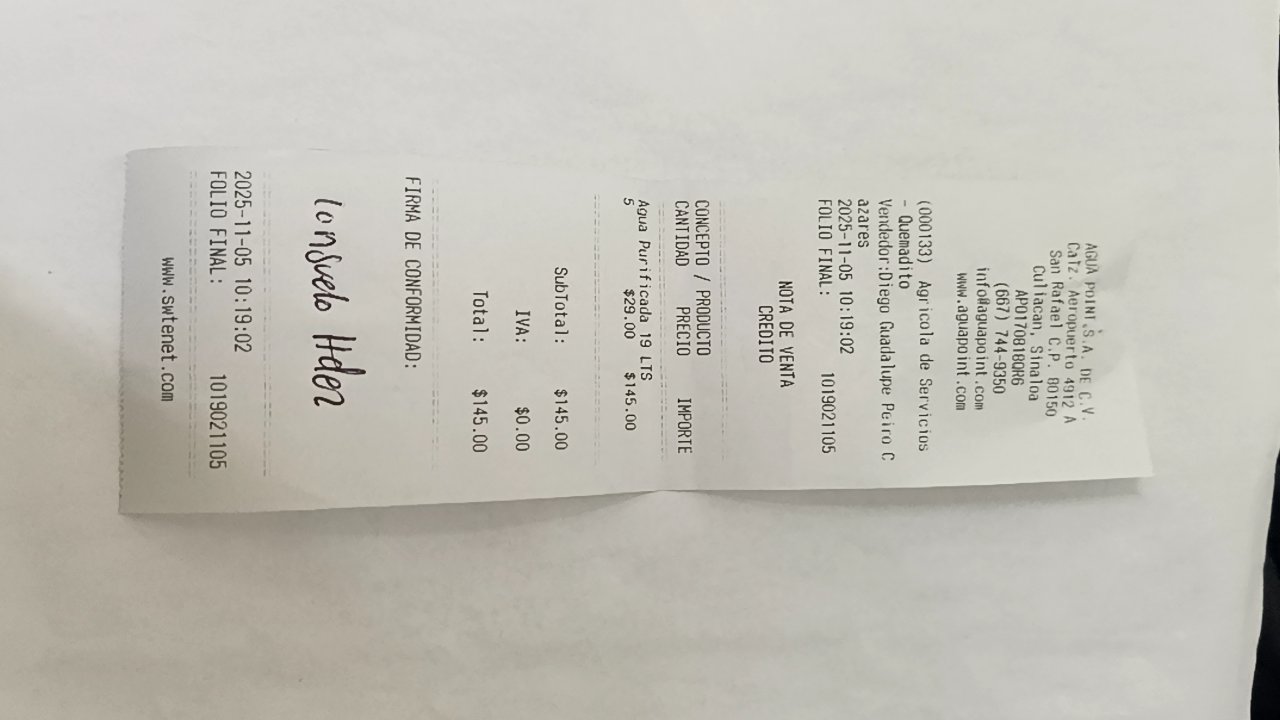 AGUA POINT.S.A. DE C.V.
Calz. Aeropuerto 4912 A
San Rafael C.P. 80150
Culiacan, Sinaloa
APO170818QR6
(667) 744-9350
info@aguapoint.com
www.aguapoint.com
(000133) Agricola de Servicios
- Quemadito
Vendedor:Diego Guadalupe Peiro C
azares
2025-11-05 10:19:02
FOLIO FINAL: 1019021105
NOTA DE VENTA
CREDITO
CONCEPTO / PRODUCTO
CANTIDAD PRECIO IMPORTE
Agua Purificada 19 LTS
5 $29.00 $145.00
SubTotal: $145.00
IVA: $0.00
Total: $145.00
FIRMA DE CONFORMIDAD:
Consuelo Hdez
2025-11-05 10:19:02
FOLIO FINAL: 1019021105
www.swtenet.com